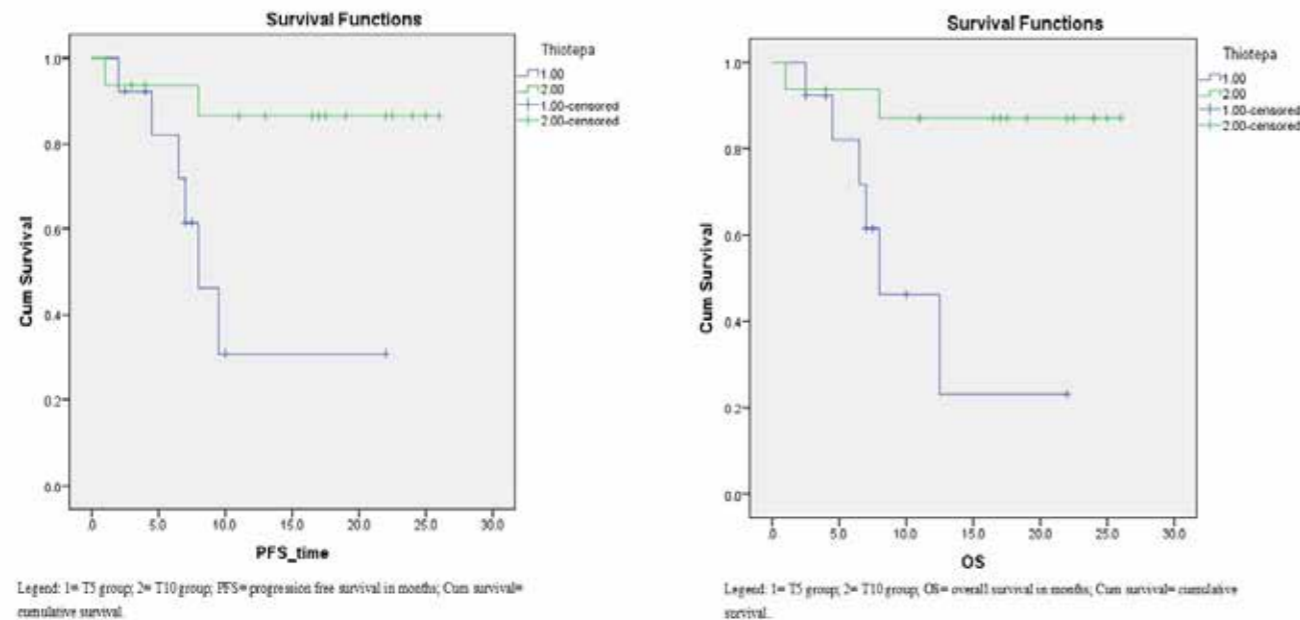 Survival Functions
Thiotepa
1.00
2.00
1.00-censored
2.00-censored
1.0
0.8
0.6
0.4
0.2
0.0
Cum Survival
.0 5.0 10.0 15.0 20.0 25.0 30.0
PFS_time
Legend: 1= T5 group; 2= T10 group; PFS= progression free survival in months; Cum survival=
cumulative survival.
Survival Functions
Thiotepa
1.00
2.00
1.00-censored
2.00-censored
1.0
0.8
0.6
0.4
0.2
0.0
Cum Survival
.0 5.0 10.0 15.0 20.0 25.0 30.0
OS
Legend: 1= T5 group; 2= T10 group; OS= overall survival in months; Cum survival= cumulative
survival..